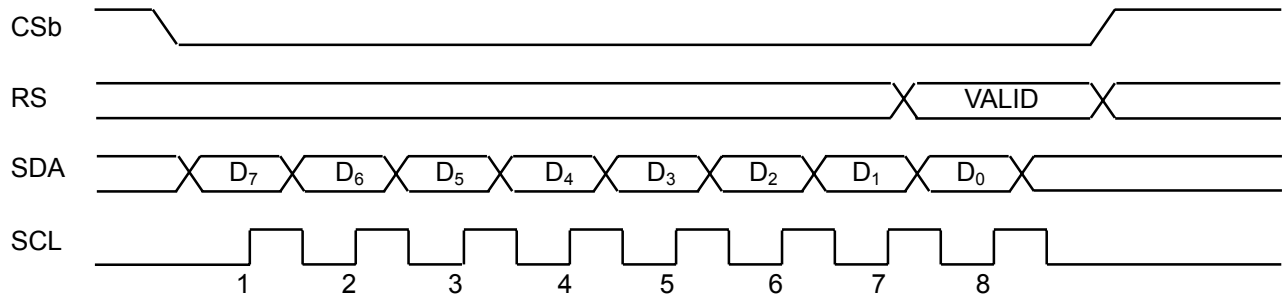 CSb
RS VALID
SDA D₇ D₆ D₅ D₄ D₃ D₂ D₁ D₀
SCL
1 2 3 4 5 6 7 8